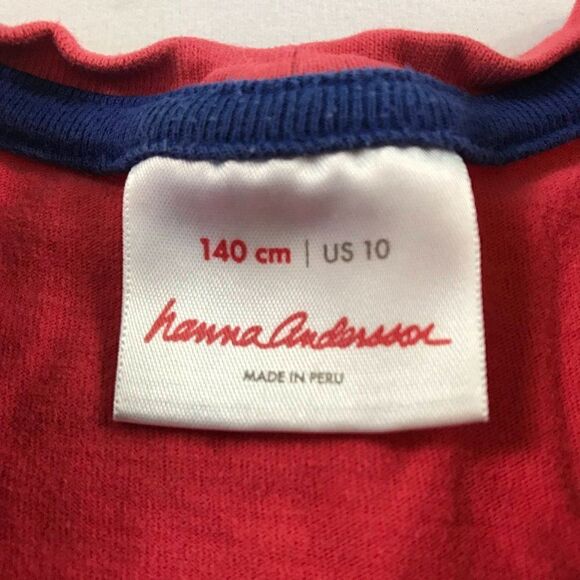 140 cm | US 10
hanna andersson
MADE IN PERU